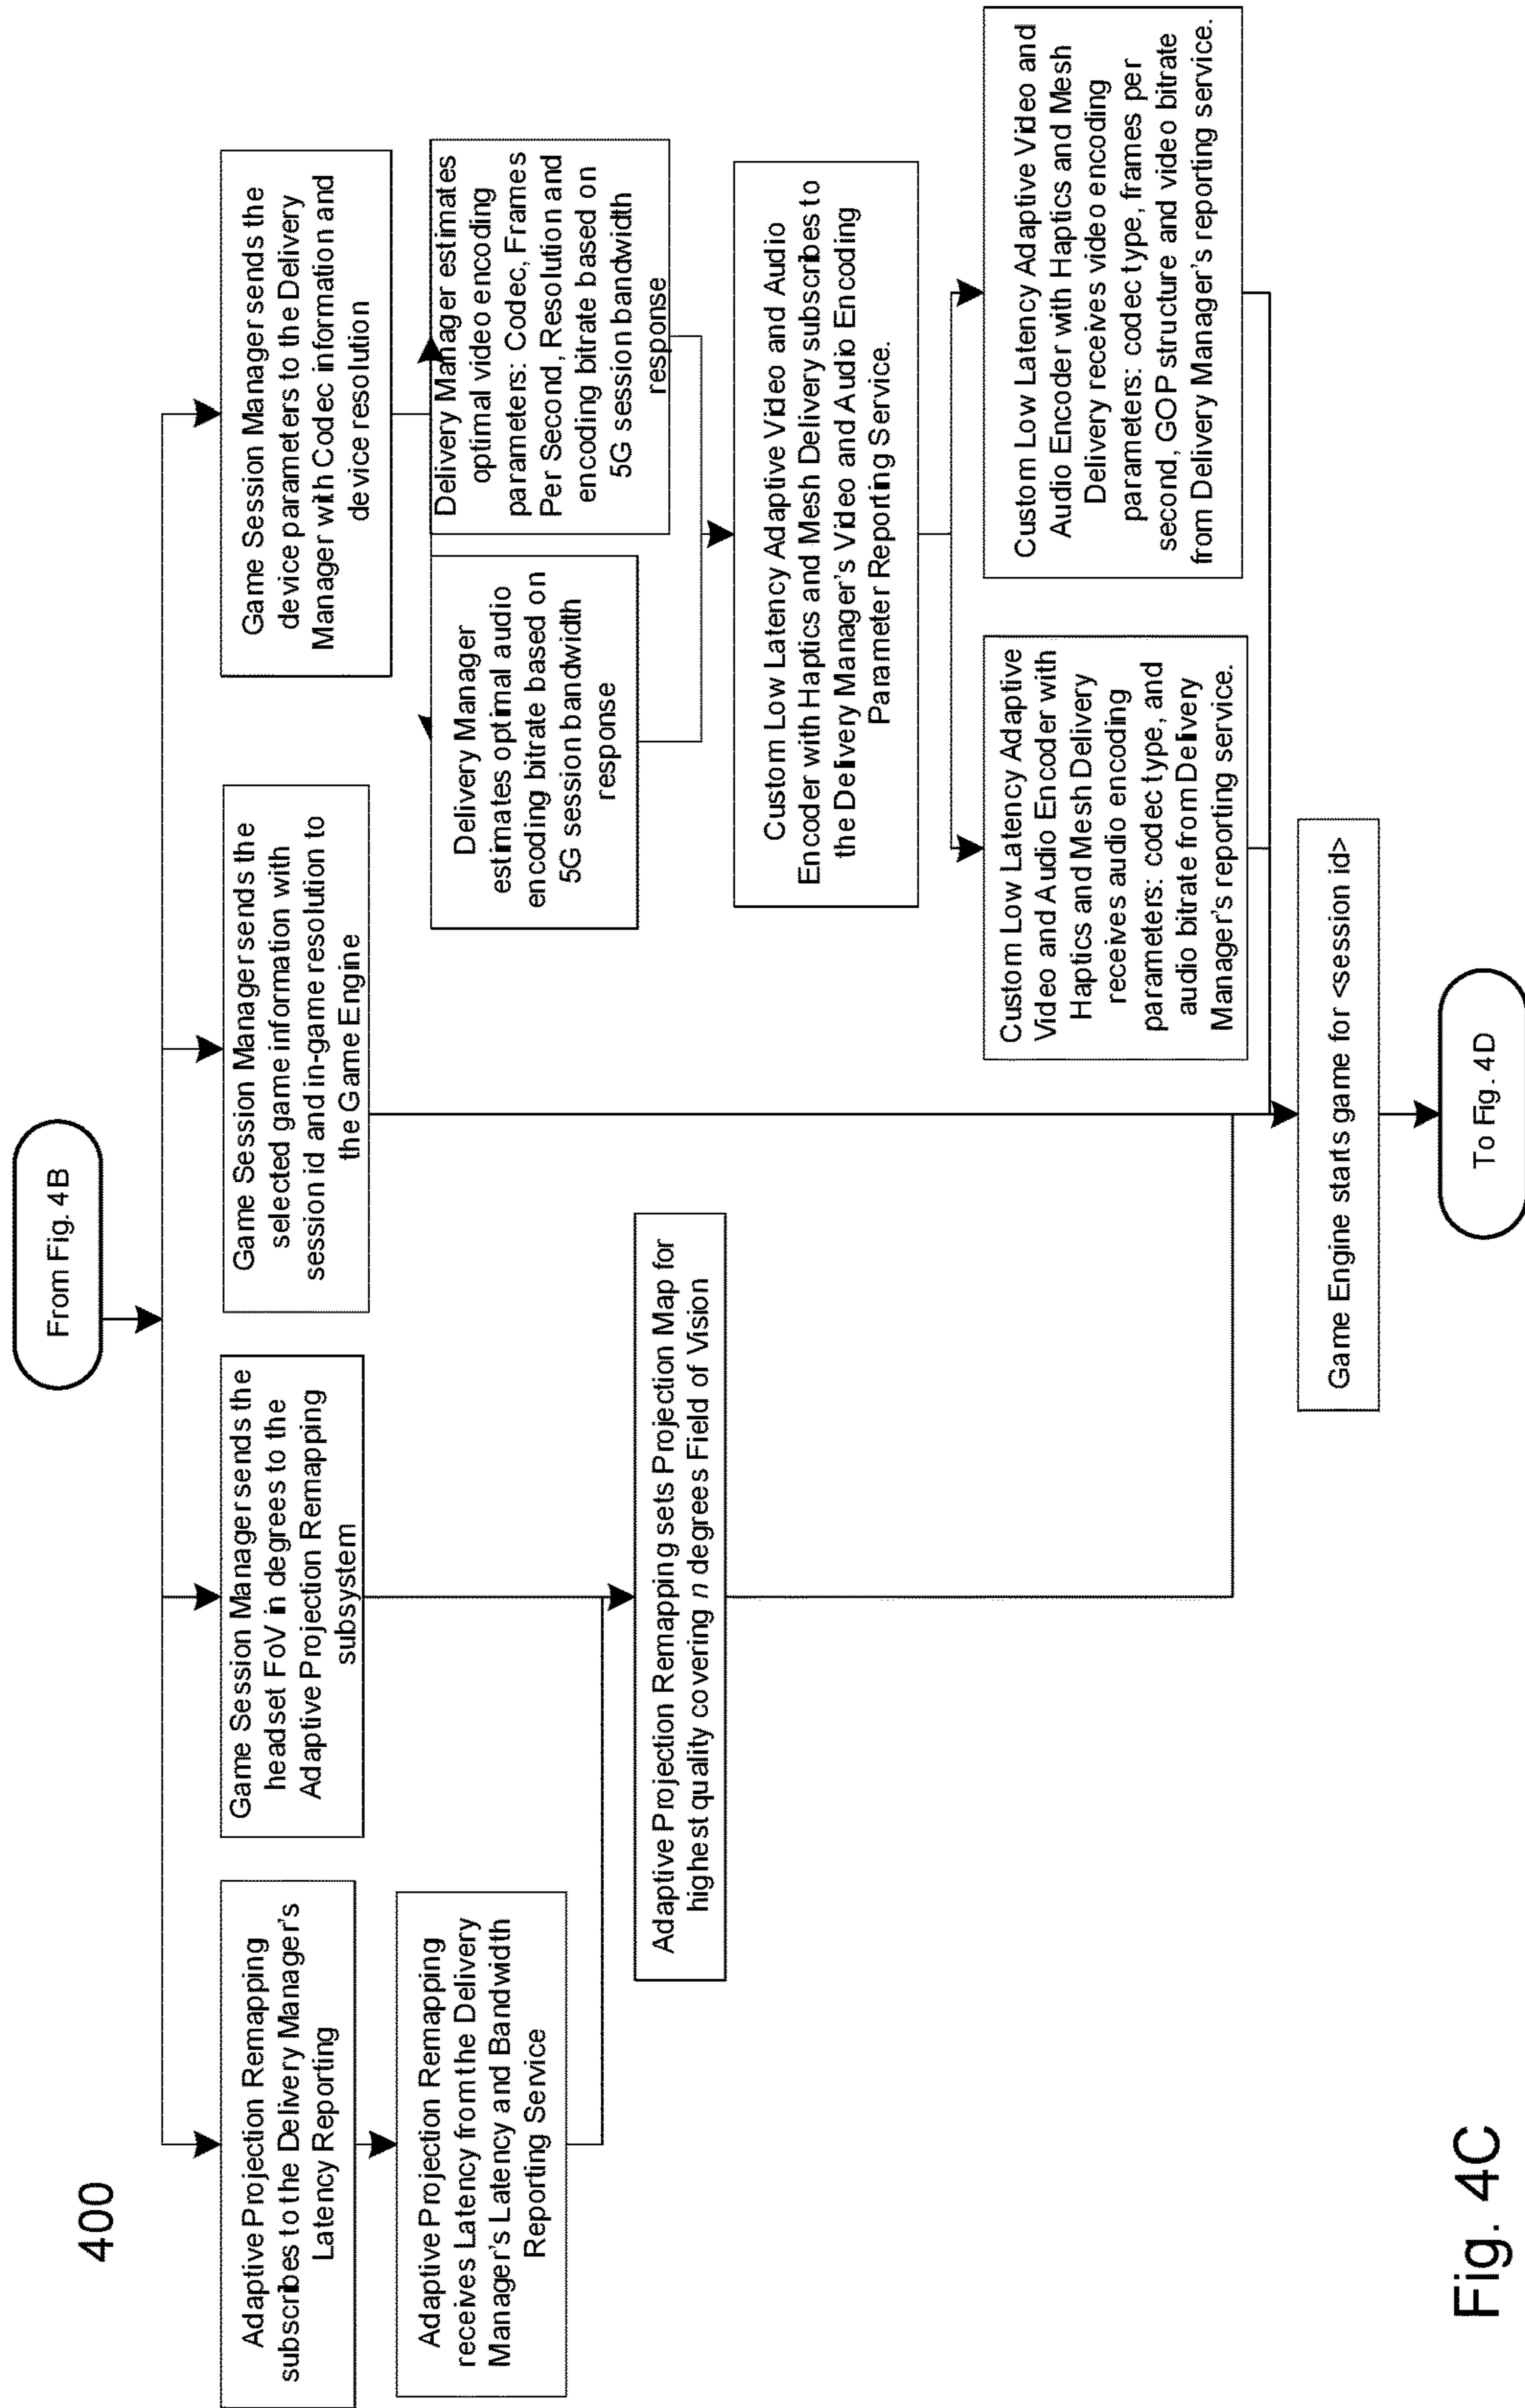 400
From Fig. 4B
Adaptive Projection Remapping
subscribes to the Delivery Manager's
Latency Reporting
Game Session Manager sends the
headset FoV in degrees to the
Adaptive Projection Remapping
subsystem
Game Session Manager sends the
selected game information with
session id and in-game resolution to
the Game Engine
Game Session Manager sends the
device parameters to the Delivery
Manager with Codec information and
device resolution
Adaptive Projection Remapping
receives Latency from the Delivery
Manager's Latency and Bandwidth
Reporting Service
Delivery Manager
estimates optimal audio
encoding bitrate based on
5G session bandwidth
response
Delivery Manager estimates
optimal video encoding
parameters: Codec, Frames
Per Second, Resolution and
encoding bitrate based on
5G session bandwidth
response
Adaptive Projection Remapping sets Projection Map for
highest quality covering n degrees Field of Vision
Custom Low Latency Adaptive Video and Audio
Encoder with Haptics and Mesh Delivery subscribes to
the Delivery Manager's Video and Audio Encoding
Parameter Reporting Service.
Custom Low Latency Adaptive
Video and Audio Encoder with
Haptics and Mesh Delivery
receives audio encoding
parameters: codec type, and
audio bitrate from Delivery
Manager's reporting service.
Custom Low Latency Adaptive Video and
Audio Encoder with Haptics and Mesh
Delivery receives video encoding
parameters: codec type, frames per
second, GOP structure and video bitrate
from Delivery Manager's reporting service.
Game Engine starts game for <session id>
To Fig. 4D
Fig. 4C